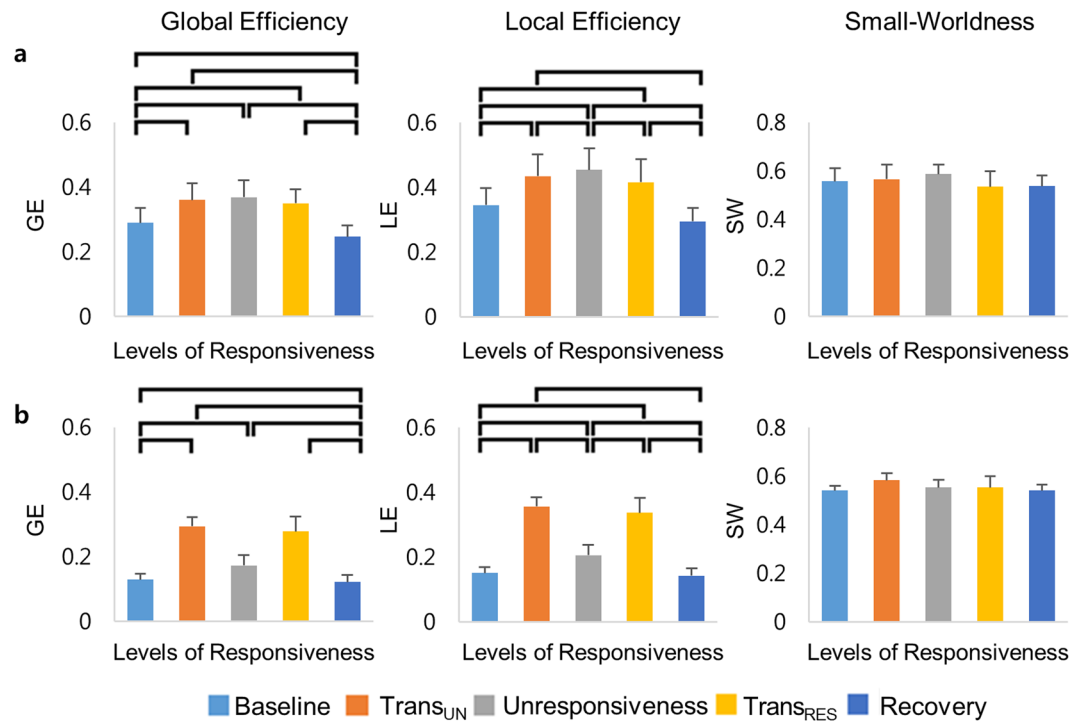 Global Efficiency Local Efficiency Small-Worldness
a
0.6 0.6 0.8
0.4 0.4 0.6
0.2 0.2 0.4
0 0 0.2
0
GE LE SW
Levels of Responsiveness Levels of Responsiveness Levels of Responsiveness
b
0.6 0.6 0.8
0.4 0.4 0.6
0.2 0.2 0.4
0 0 0.2
0
GE LE SW
Levels of Responsiveness Levels of Responsiveness Levels of Responsiveness
Baseline TransUN Unresponsiveness TransRES Recovery